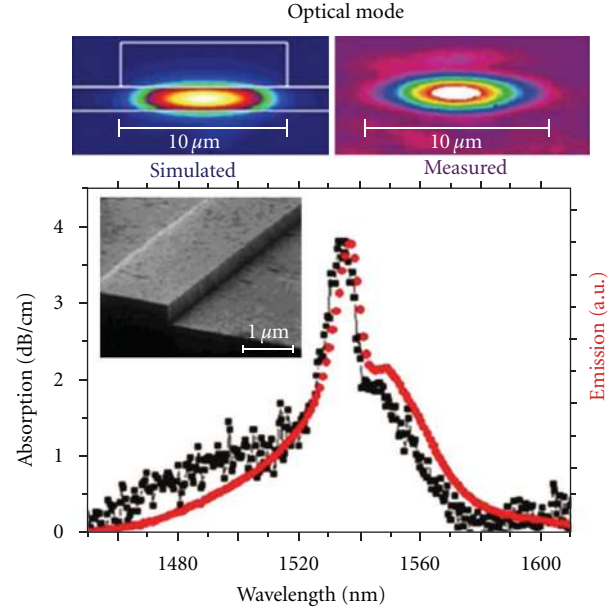 Optical mode
10 μm
10 μm
Simulated
Measured
4
3
2
1
0
1 μm
Absorption (dB/cm)
Emission (a.u.)
1480
1520
1560
1600
Wavelength (nm)